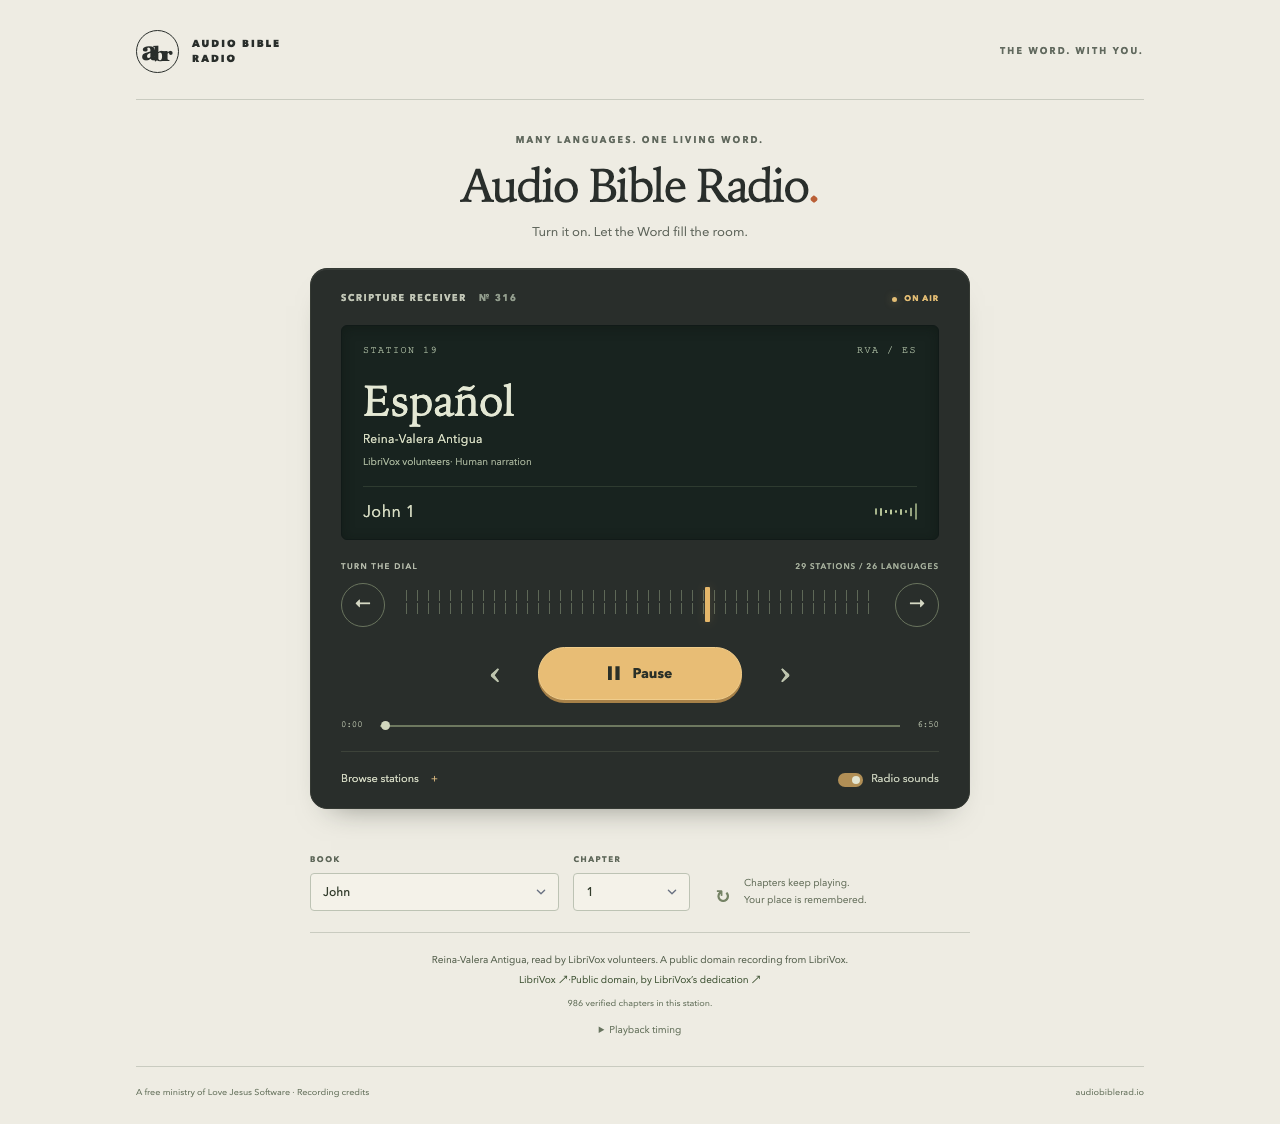 abr
AUDIO BIBLE
RADIO
THE WORD. WITH YOU.
MANY LANGUAGES. ONE LIVING WORD.
Audio Bible Radio.
Turn it on. Let the Word fill the room.
SCRIPTURE RECEIVER № 316
ON AIR
STATION 19
RVA / ES
Español
Reina-Valera Antigua
LibriVox volunteers· Human narration
John 1
TURN THE DIAL
29 STATIONS / 26 LANGUAGES
←
→
‹
Pause
›
0:00
6:50
Browse stations +
Radio sounds
BOOK
CHAPTER
John
1
↻
Chapters keep playing.
Your place is remembered.
Reina-Valera Antigua, read by LibriVox volunteers. A public domain recording from LibriVox.
LibriVox ↗·Public domain, by LibriVox’s dedication ↗
986 verified chapters in this station.
▶ Playback timing
A free ministry of Love Jesus Software · Recording credits
audiobiblerad.io